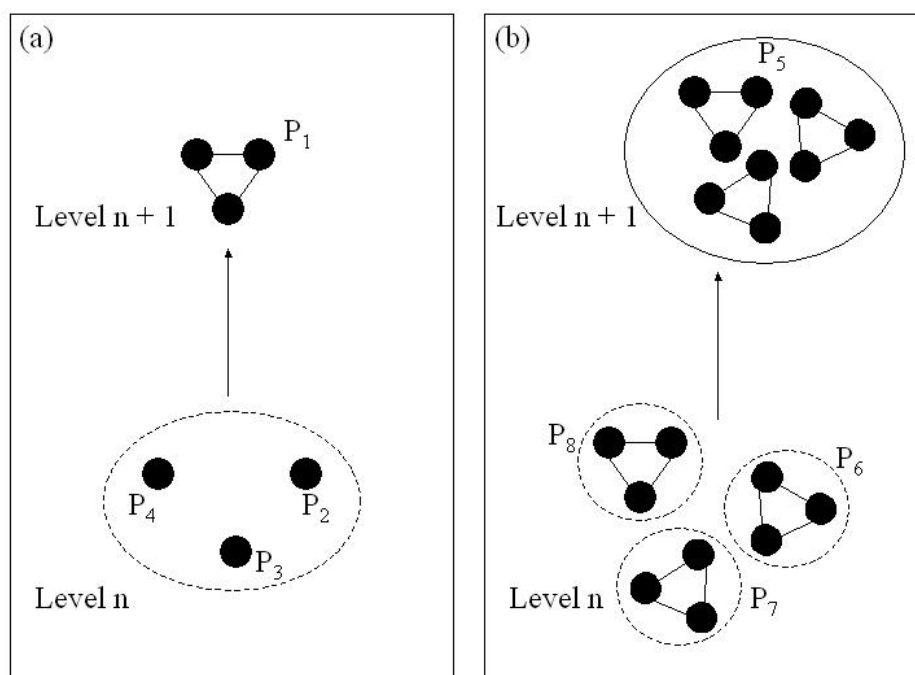 (a)
P1
Level n + 1
P4
P2
P3
Level n
(b)
P5
Level n + 1
P8
P6
P7
Level n